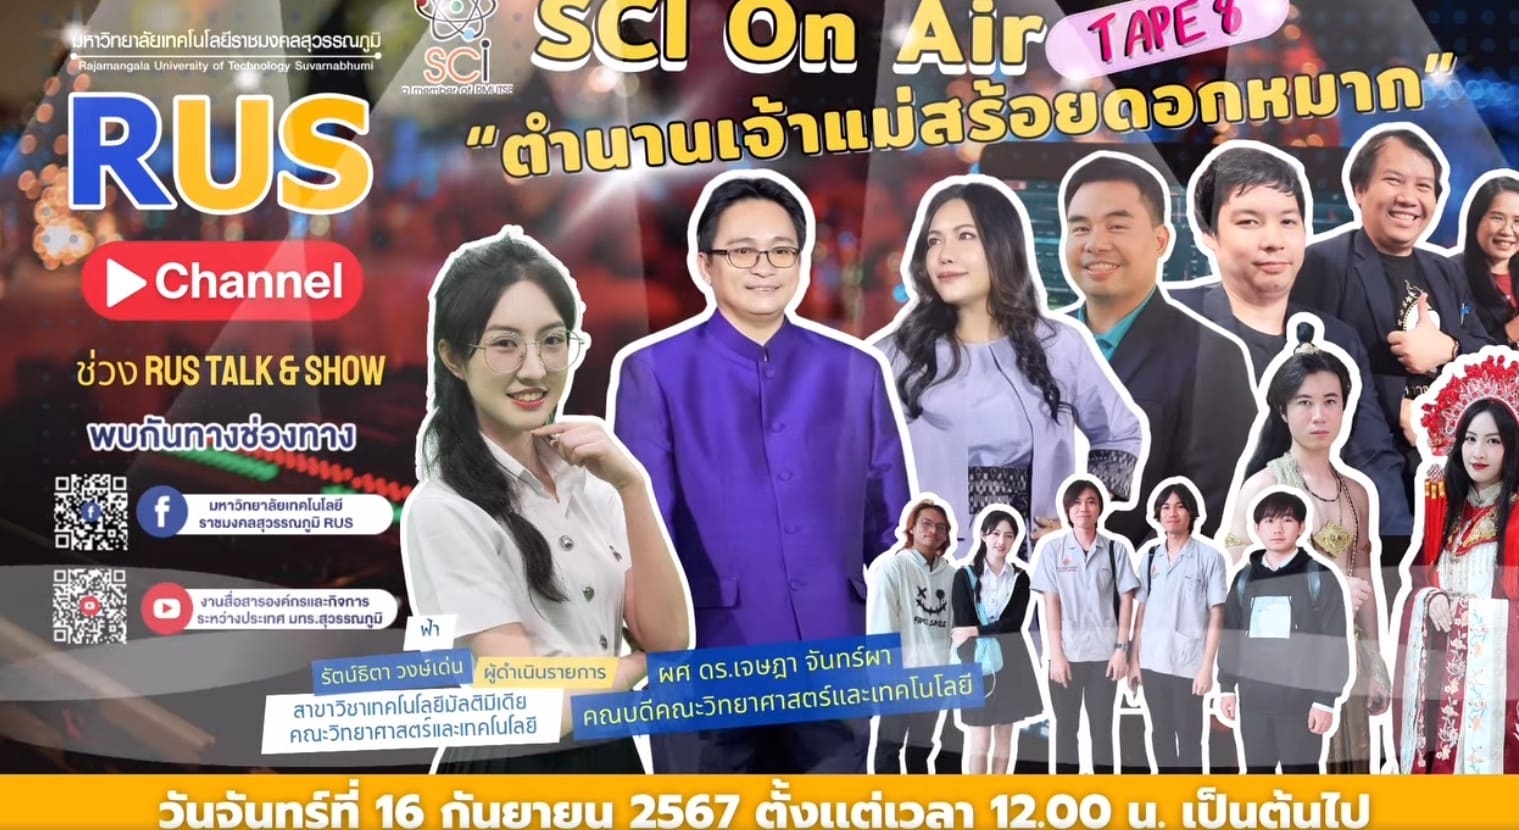 มหาวิทยาลัยเทคโนโลยีราชมงคลสุวรรณภูมิ
Rajamangala University of Technology Suvarnabhumi
SCi
a member of RMUTSB
SCI On Air TAPE 8
“ตำนานเจ้าแม่สร้อยดอกหมาก”
RUS
Channel
ช่วง RUS TALK & SHOW
พบกันทางช่องทาง
มหาวิทยาลัยเทคโนโลยี
ราชมงคลสุวรรณภูมิ RUS
งานสื่อสารองค์กรและกิจการ
ระหว่างประเทศ มทร.สุวรรณภูมิ
ฟ้า
รัตน์ธิตา วงษ์เด่น ผู้ดำเนินรายการ
สาขาวิชาเทคโนโลยีมัลติมีเดีย
คณะวิทยาศาสตร์และเทคโนโลยี
ผศ ดร.เจษฎา จันทร์ผา
คณบดีคณะวิทยาศาสตร์และเทคโนโลยี
วันจันทร์ที่ 16 กันยายน 2567 ตั้งแต่เวลา 12.00 น. เป็นต้นไป